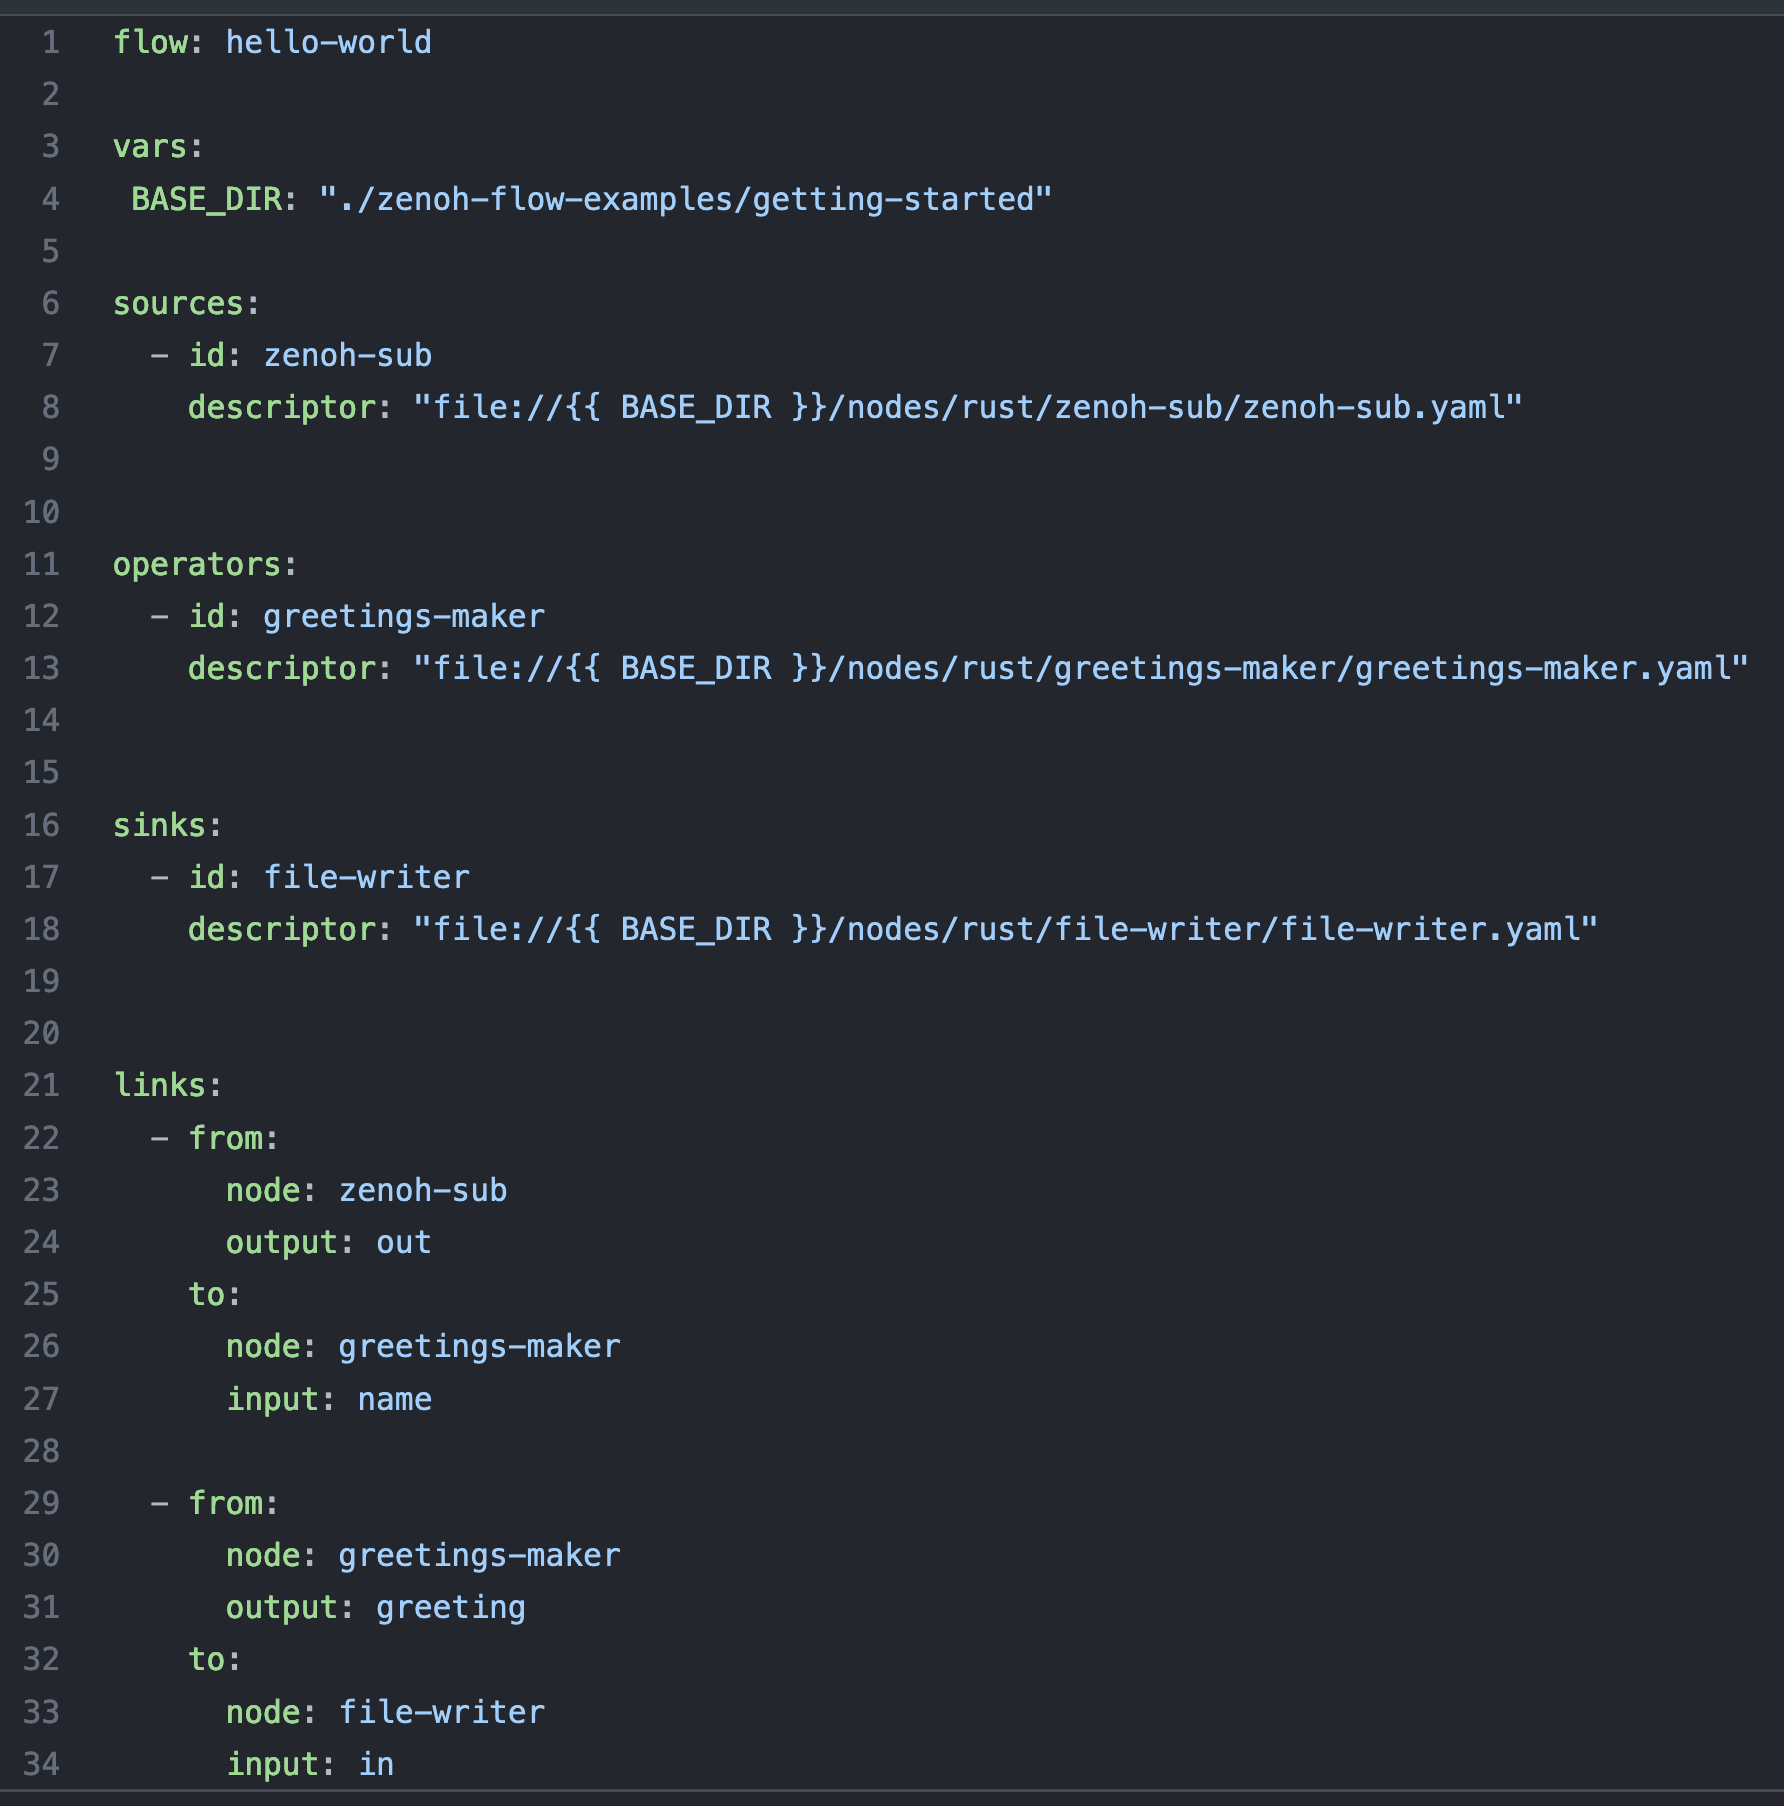 1 flow: hello-world
2
3 vars:
4  BASE_DIR: "./zenoh-flow-examples/getting-started"
5
6 sources:
7   - id: zenoh-sub
8     descriptor: "file://{{ BASE_DIR }}/nodes/rust/zenoh-sub/zenoh-sub.yaml"
9
10
11 operators:
12   - id: greetings-maker
13     descriptor: "file://{{ BASE_DIR }}/nodes/rust/greetings-maker/greetings-maker.yaml"
14
15
16 sinks:
17   - id: file-writer
18     descriptor: "file://{{ BASE_DIR }}/nodes/rust/file-writer/file-writer.yaml"
19
20
21 links:
22   - from:
23       node: zenoh-sub
24       output: out
25     to:
26       node: greetings-maker
27       input: name
28
29   - from:
30       node: greetings-maker
31       output: greeting
32     to:
33       node: file-writer
34       input: in